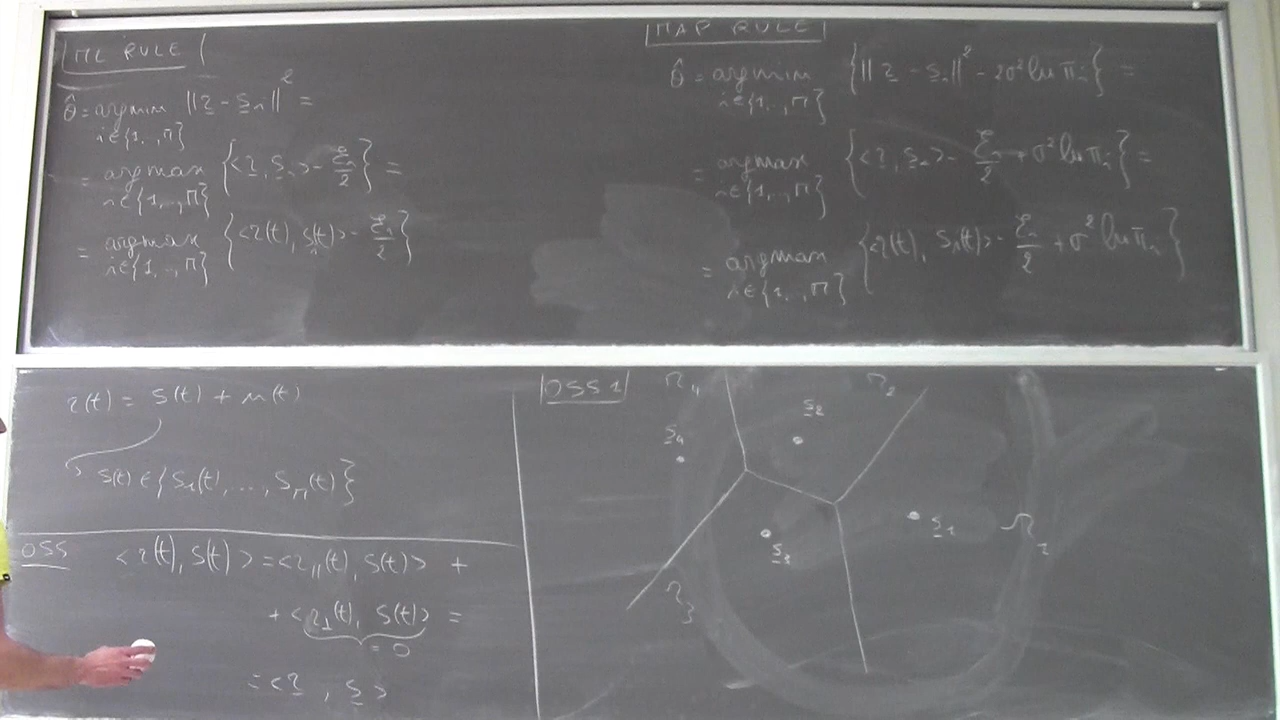 ML RULE
θ̂ = argmin ‖r - s_i‖² =
i∈{1,..,M}
= argmax {<r, s_i> - ℰ_i/2} =
i∈{1,..,M}
= argmax {<r(t), s_i(t)> - ℰ_i/2}
i∈{1,..,M}
MAP RULE
θ̂ = argmin {‖r - s_i‖² - 2σ² ln π_i} =
i∈{1,..,M}
= argmax {<r, s_i> - ℰ_i/2 + σ² ln π_i} =
i∈{1,..,M}
= argmax {<r(t), s_i(t)> - ℰ_i/2 + σ² ln π_i}
i∈{1,..,M}
r(t) = s(t) + n(t)
s(t) ∈ {s_1(t), ..., s_M(t)}
OSS
<r(t), s(t)> = <r_∥(t), s(t)> +
+ <r_⊥(t), s(t)> =
= 0
= <r, s>
OSS 1
Ω_4
Ω_2
s_2
s_4
s_1
Ω_1
s_3
Ω_3